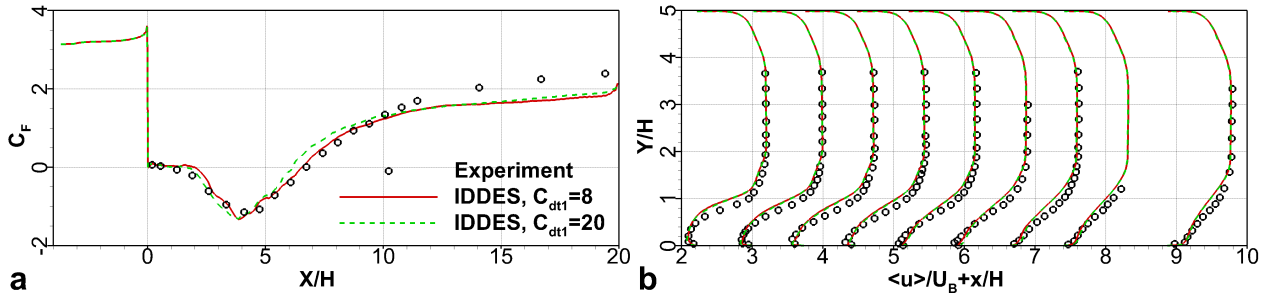 4
2
0
-2
C_F
0
5
10
15
20
X/H
Experiment
IDDES, C_dt1=8
IDDES, C_dt1=20
a
5
4
3
2
1
0
Y/H
2
3
4
5
6
7
8
9
10
<u>/U_B+x/H
b